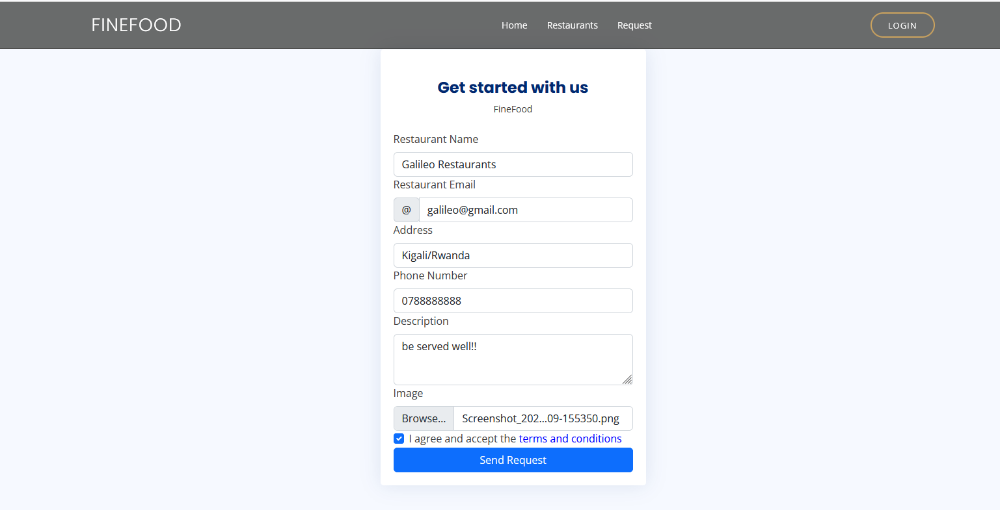 FINEFOOD
Home Restaurants Request
LOGIN
Get started with us
FineFood
Restaurant Name
Galileo Restaurants
Restaurant Email
@ galileo@gmail.com
Address
Kigali/Rwanda
Phone Number
0788888888
Description
be served well!!
Image
Browse... Screenshot_202...09-155350.png
I agree and accept the terms and conditions
Send Request